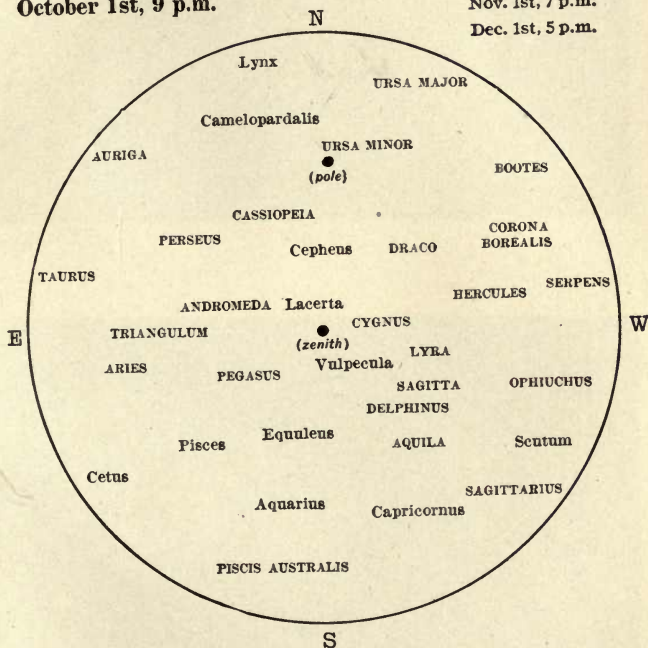 October 1st, 9 p.m.
Nov. 1st, 7 p.m.
Dec. 1st, 5 p.m.
N
Lynx
URSA MAJOR
Camelopardalis
URSA MINOR
(pole)
AURIGA
BOOTES
CASSIOPEIA
PERSEUS
Cepheus
DRACO
CORONA
BOREALIS
TAURUS
HERCULES
SERPENS
ANDROMEDA
Lacerta
CYGNUS
E
TRIANGULUM
(zenith)
W
ARIES
PEGASUS
Vulpecula
LYRA
SAGITTA
OPHIUCHUS
DELPHINUS
Pisces
Equuleus
AQUILA
Scutum
Cetus
SAGITTARIUS
Aquarius
Capricornus
PISCIS AUSTRALIS
S